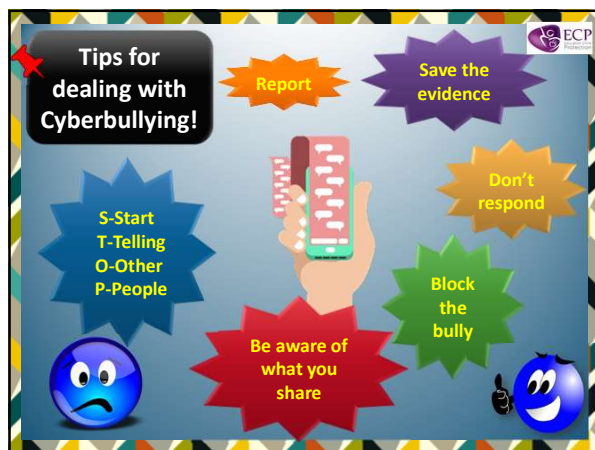 Tips for
dealing with
Cyberbullying!
Report
Save the
evidence
ECP
Protection
Don't
respond
S-Start
T-Telling
O-Other
P-People
Block
the
bully
Be aware of
what you
share